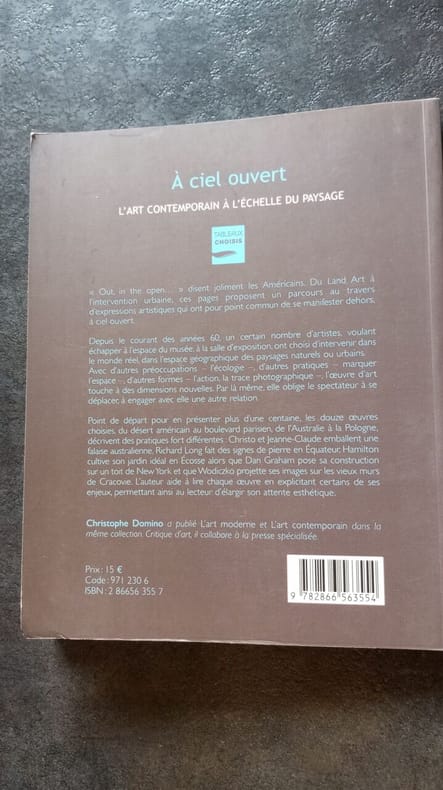 À ciel ouvert
L'ART CONTEMPORAIN À L'ÉCHELLE DU PAYSAGE
TABLEAUX
CHOISIS
« Out, in the open... » disent joliment les Américains. Du Land Art à
l'intervention urbaine, ces pages proposent un parcours au travers
d'expressions artistiques qui ont pour point commun de se manifester dehors,
à ciel ouvert.
Depuis le courant des années 60, un certain nombre d'artistes, voulant
échapper à l'espace du musée, à la salle d'exposition, ont choisi d'intervenir dans
le monde réel, dans l'espace géographique des paysages naturels ou urbains.
Avec d'autres préoccupations – l'écologie –, d'autres pratiques – marquer
l'espace –, d'autres formes – l'action, la trace photographique –, l'œuvre d'art
touche à des dimensions nouvelles. Par là même, elle oblige le spectateur à se
déplacer, à engager avec elle une autre relation.
Point de départ pour en présenter plus d'une centaine, les douze œuvres
choisies, du désert américain au boulevard parisien, de l'Australie à la Pologne,
décrivent des pratiques fort différentes : Christo et Jeanne-Claude emballent une
falaise australienne, Richard Long fait des signes de pierre en Équateur, Hamilton
cultive son jardin idéal en Écosse alors que Dan Graham pose sa construction
sur un toit de New York et que Wodiczko projette ses images sur les vieux murs
de Cracovie. L'auteur aide à lire chaque œuvre en explicitant certains de ses
enjeux, permettant ainsi au lecteur d'élargir son attente esthétique.
Christophe Domino a publié L'art moderne et L'art contemporain dans la
même collection. Critique d'art, il collabore à la presse spécialisée.
Prix : 15 €
Code : 971 230 6
ISBN : 2 86656 355 7
9 782866 563554